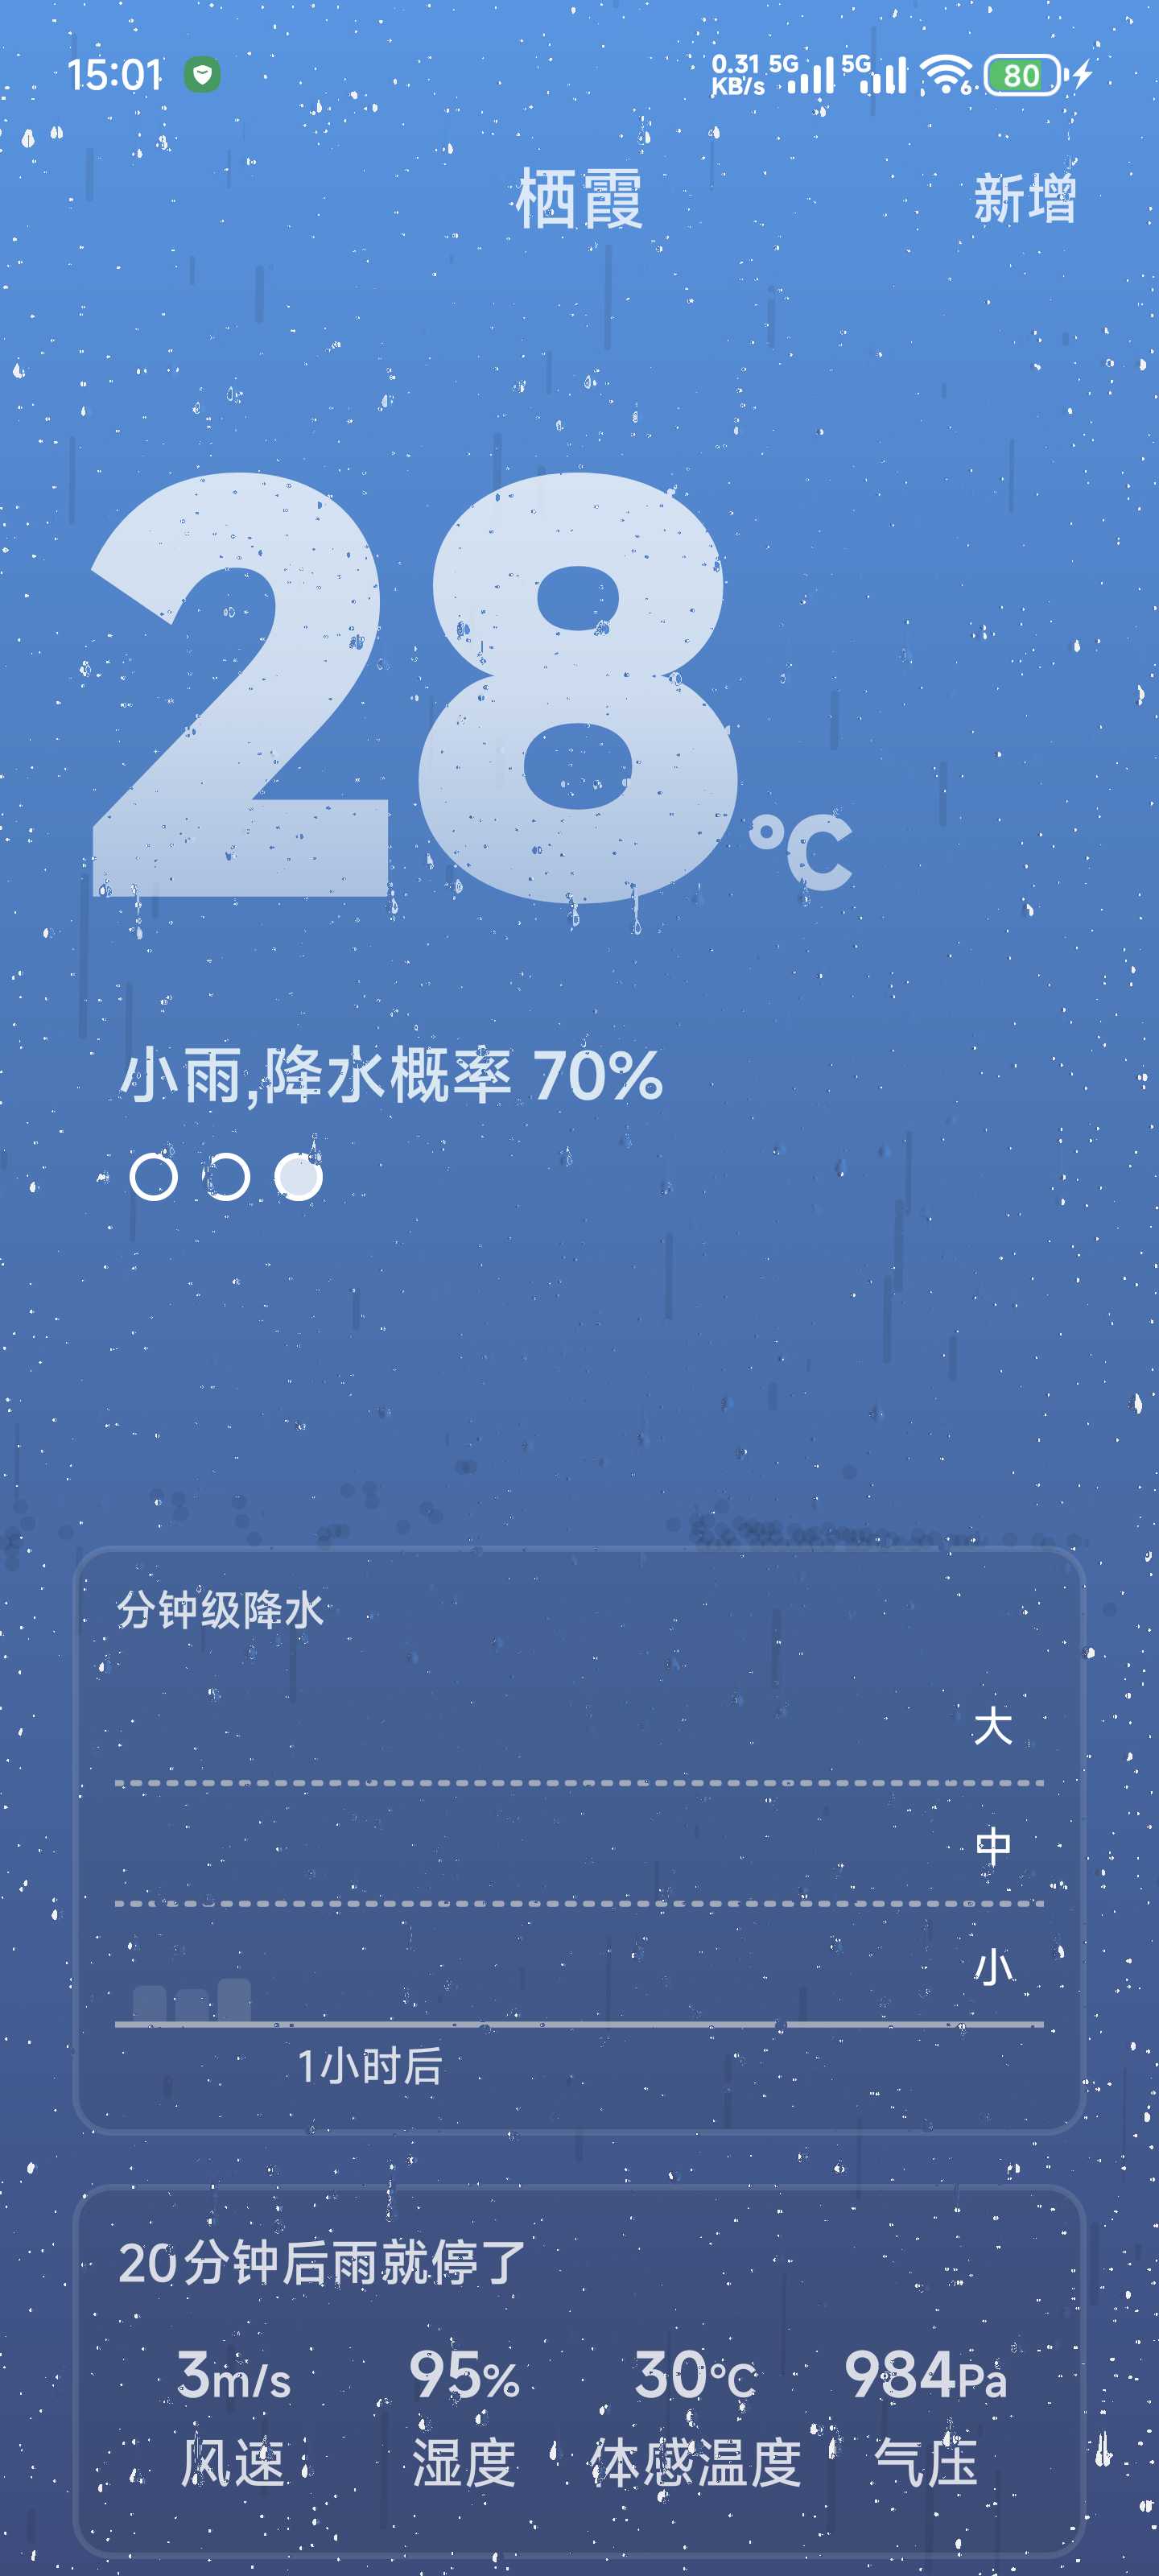 15:01 0.31 KB/s 5G 5G 6 80
栖霞 新增
28°C
小雨,降水概率 70%
分钟级降水
大
中
小
1小时后
20分钟后雨就停了
3m/s 95% 30°C 984Pa
风速 湿度 体感温度 气压